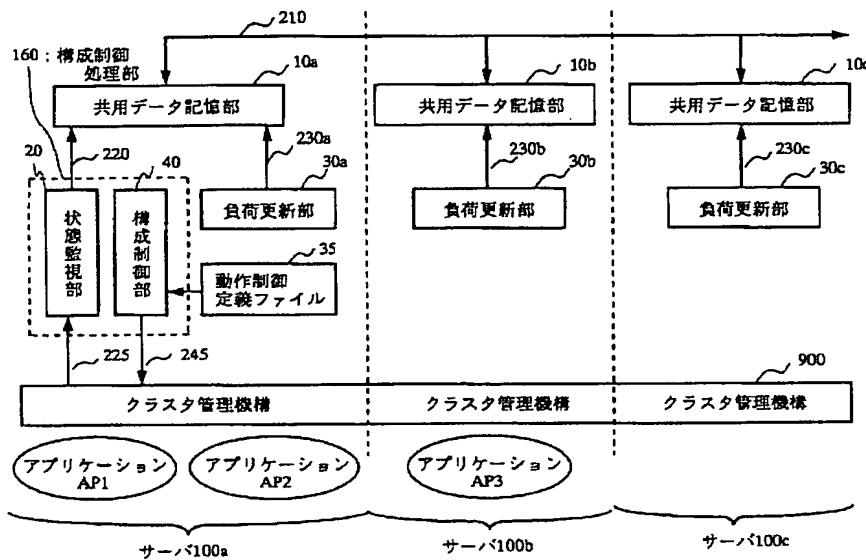 210
160：構成制御
処理部
10a
10b
10c
共用データ記憶部
共用データ記憶部
共用データ記憶部
20
220
40
230a
30a
230b
30b
230c
30c
状態監視部
構成制御部
負荷更新部
負荷更新部
負荷更新部
35
動作制御
定義ファイル
225
245
900
クラスタ管理機構
クラスタ管理機構
クラスタ管理機構
アプリケーション
AP1
アプリケーション
AP2
アプリケーション
AP3
サーバ100a
サーバ100b
サーバ100c